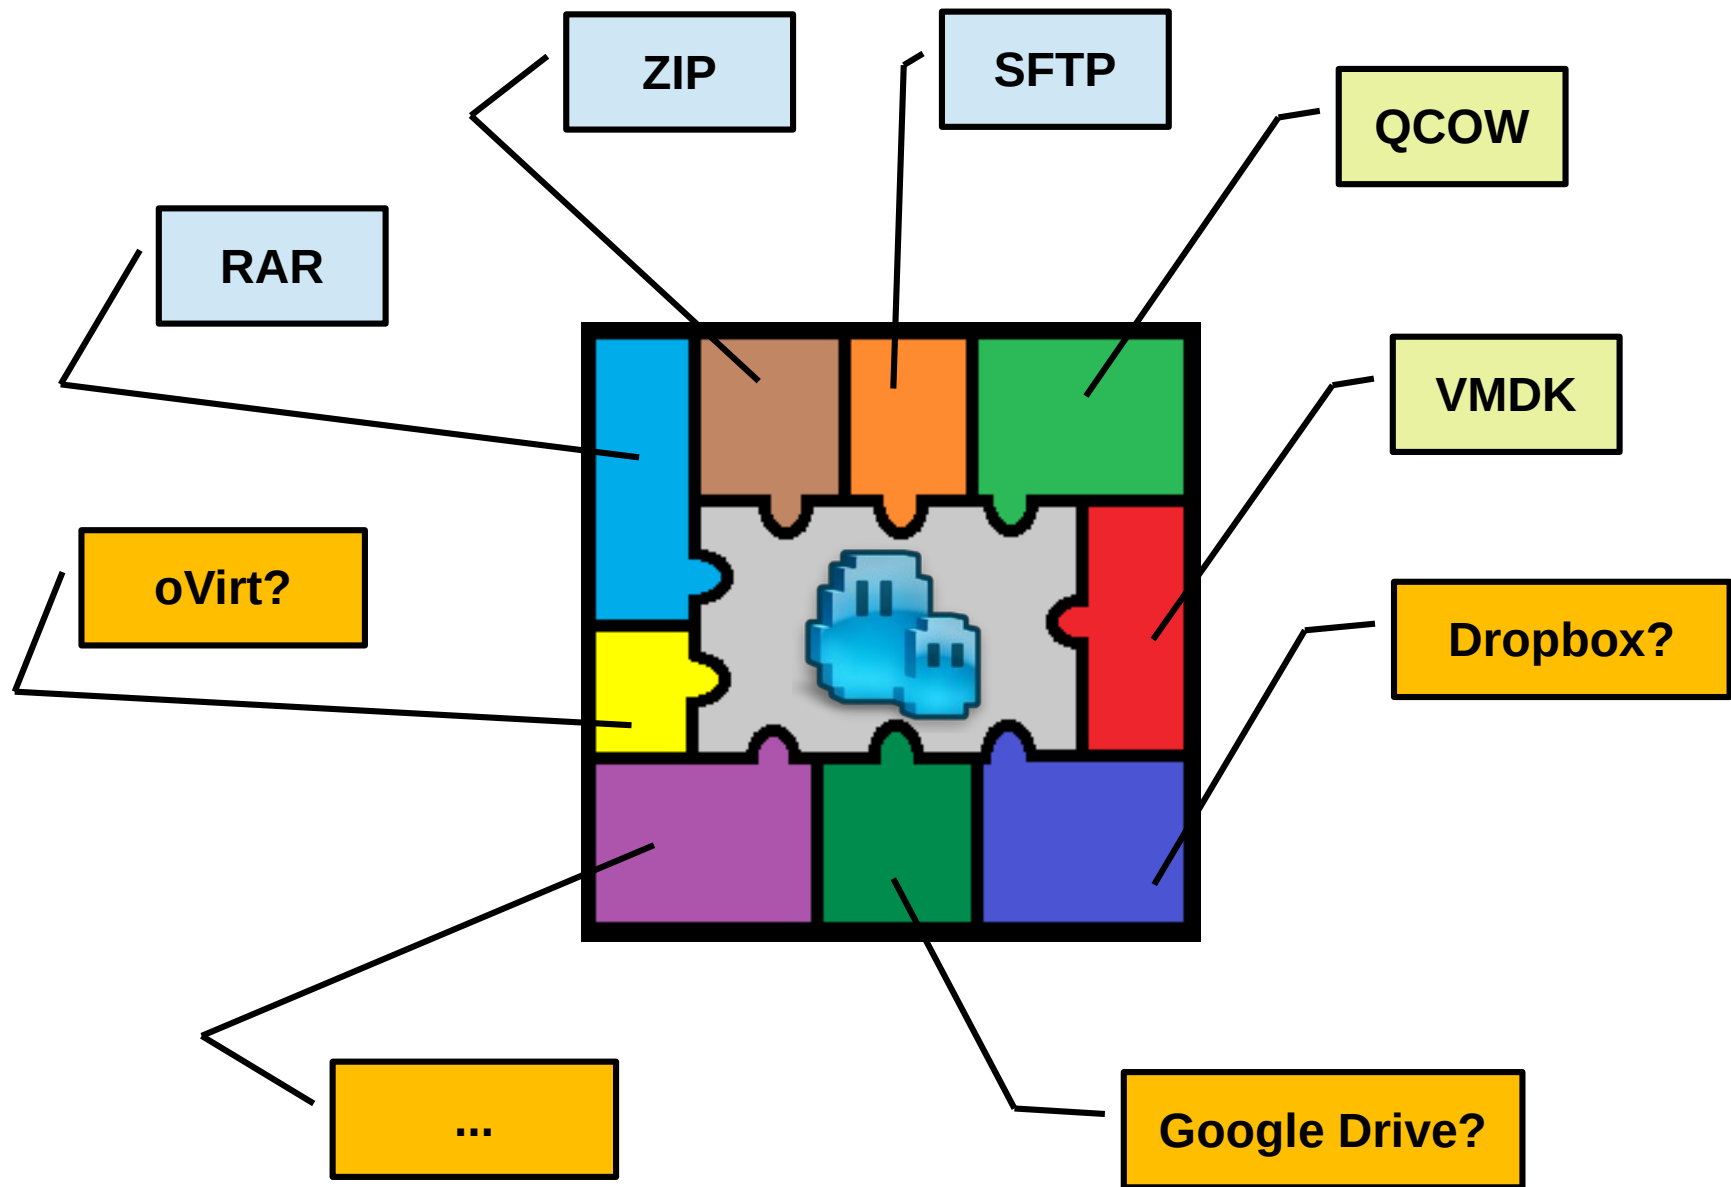 ZIP
SFTP
QCOW
RAR
VMDK
oVirt?
Dropbox?
...
Google Drive?